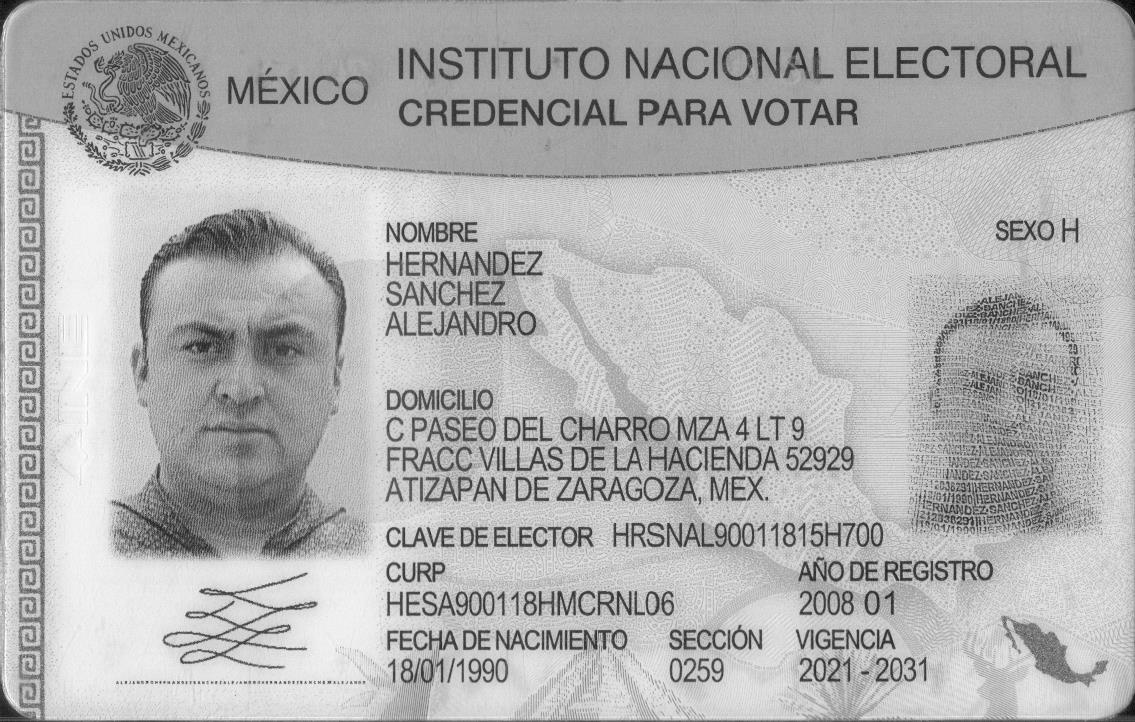 ESTADOS UNIDOS MEXICANOS
MÉXICO
INSTITUTO NACIONAL ELECTORAL
CREDENCIAL PARA VOTAR
NOMBRE
HERNANDEZ
SANCHEZ
ALEJANDRO
SEXO H
DOMICILIO
C PASEO DEL CHARRO MZA 4 LT 9
FRACC VILLAS DE LA HACIENDA 52929
ATIZAPAN DE ZARAGOZA, MEX.
CLAVE DE ELECTOR HRSNAL90011815H700
CURP
HESA900118HMCRNL06
AÑO DE REGISTRO
2008 01
FECHA DE NACIMIENTO
18/01/1990
SECCIÓN
0259
VIGENCIA
2021 - 2031
INE